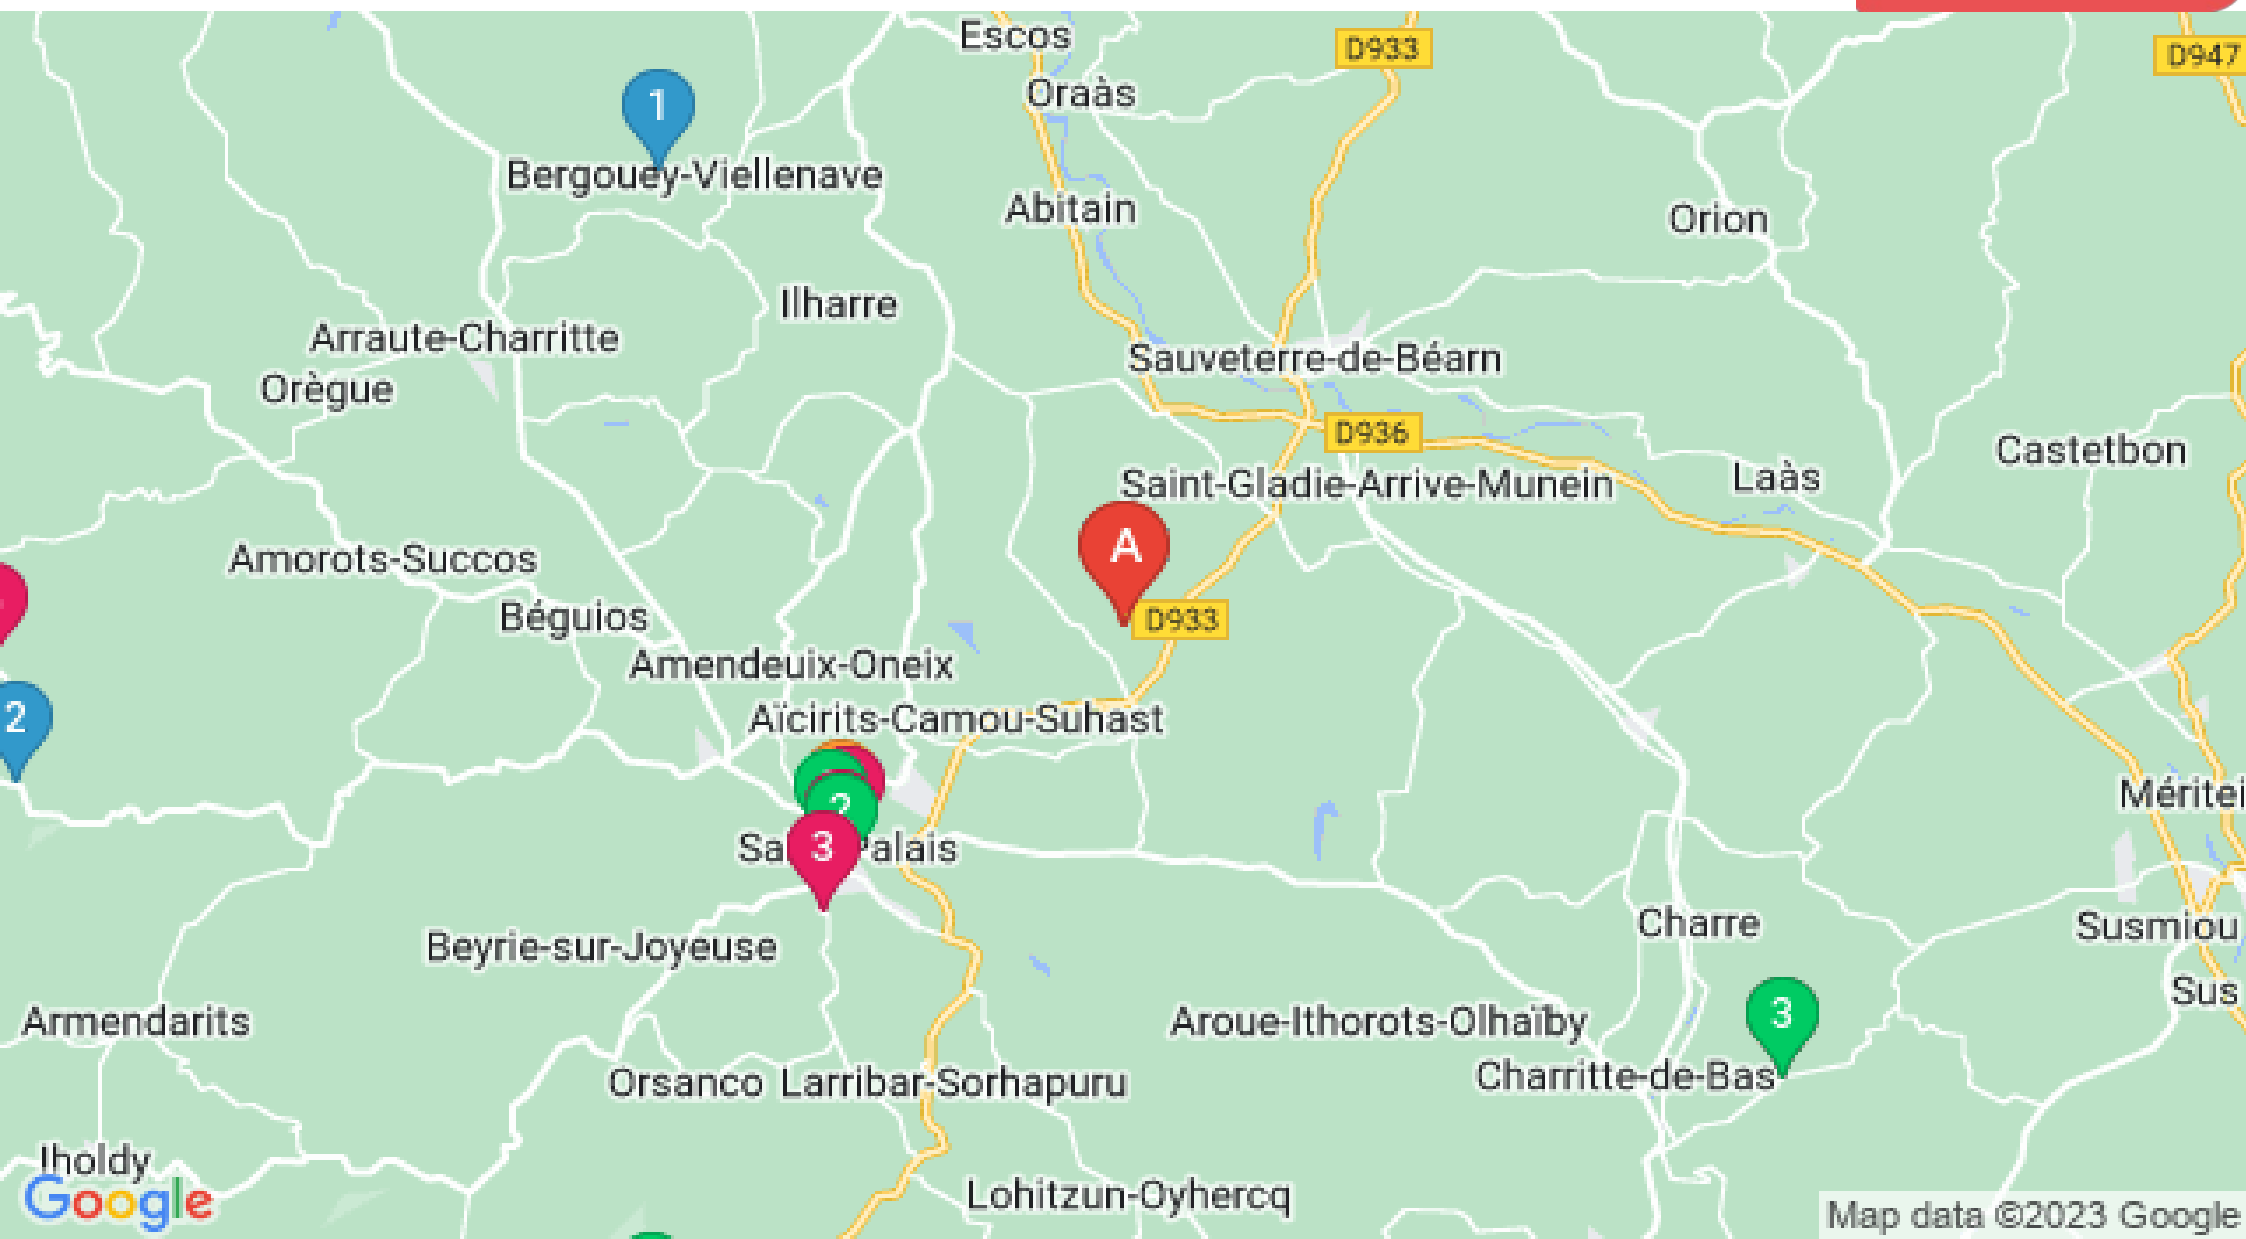 Escos
D933
D947
Oraàs
1
Bergouey-Viellenave
Abitain
Orion
Ilharre
Arraute-Charritte
Sauveterre-de-Béarn
Orègue
D936
Castetbon
Laàs
Saint-Gladie-Arrive-Munein
A
Amorots-Succos
Béguios
D933
Amendeuix-Oneix
2
Aïcirits-Camou-Suhast
Méritei
2
3
Sa
Palais
Charre
Susmiou
Beyrie-sur-Joyeuse
Sus
3
Armendarits
Aroue-Ithorots-Olhaïby
Charritte-de-Bas
Orsanco
Larribar-Sorhapuru
Iholdy
Lohitzun-Oyhercq
Google
Map data ©2023 Google